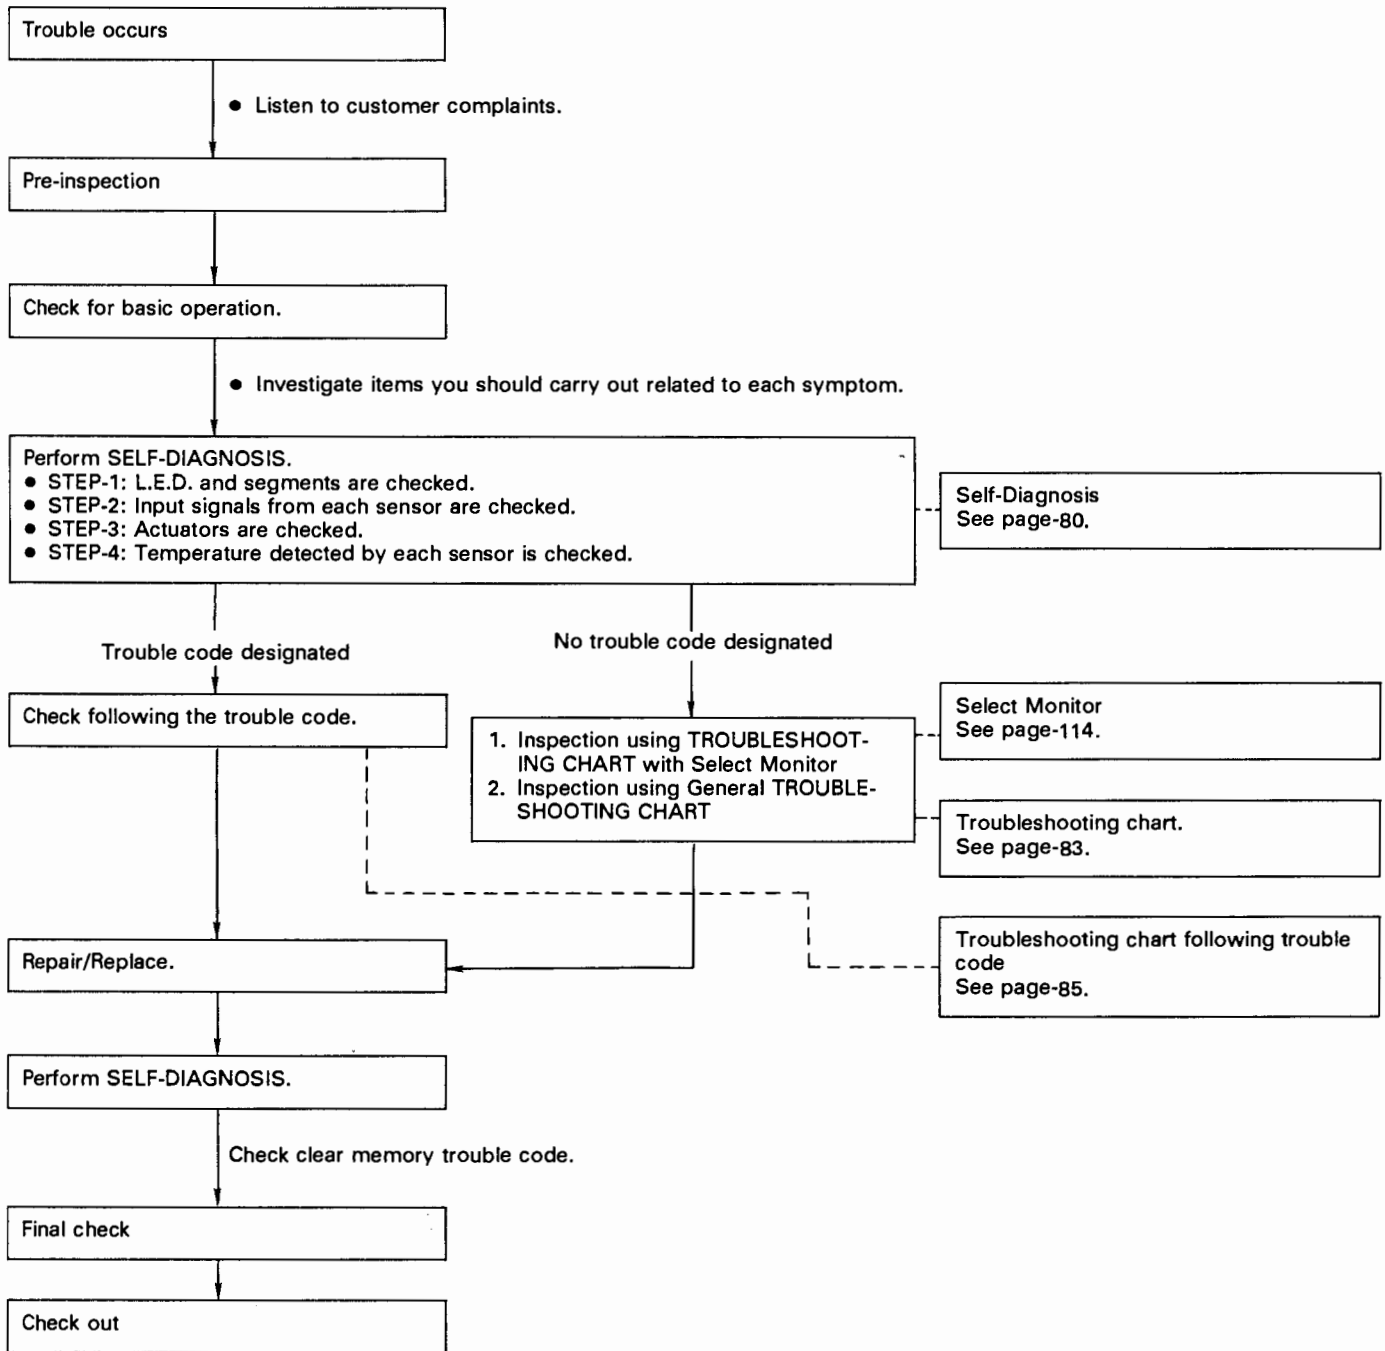 Trouble occurs
● Listen to customer complaints.
Pre-inspection
Check for basic operation.
● Investigate items you should carry out related to each symptom.
Perform SELF-DIAGNOSIS.
● STEP-1: L.E.D. and segments are checked.
● STEP-2: Input signals from each sensor are checked.
● STEP-3: Actuators are checked.
● STEP-4: Temperature detected by each sensor is checked.
Self-Diagnosis
See page-80.
Trouble code designated
No trouble code designated
Check following the trouble code.
1. Inspection using TROUBLESHOOT-
ING CHART with Select Monitor
2. Inspection using General TROUBLE-
SHOOTING CHART
Select Monitor
See page-114.
Troubleshooting chart.
See page-83.
Troubleshooting chart following trouble
code
See page-85.
Repair/Replace.
Perform SELF-DIAGNOSIS.
Check clear memory trouble code.
Final check
Check out